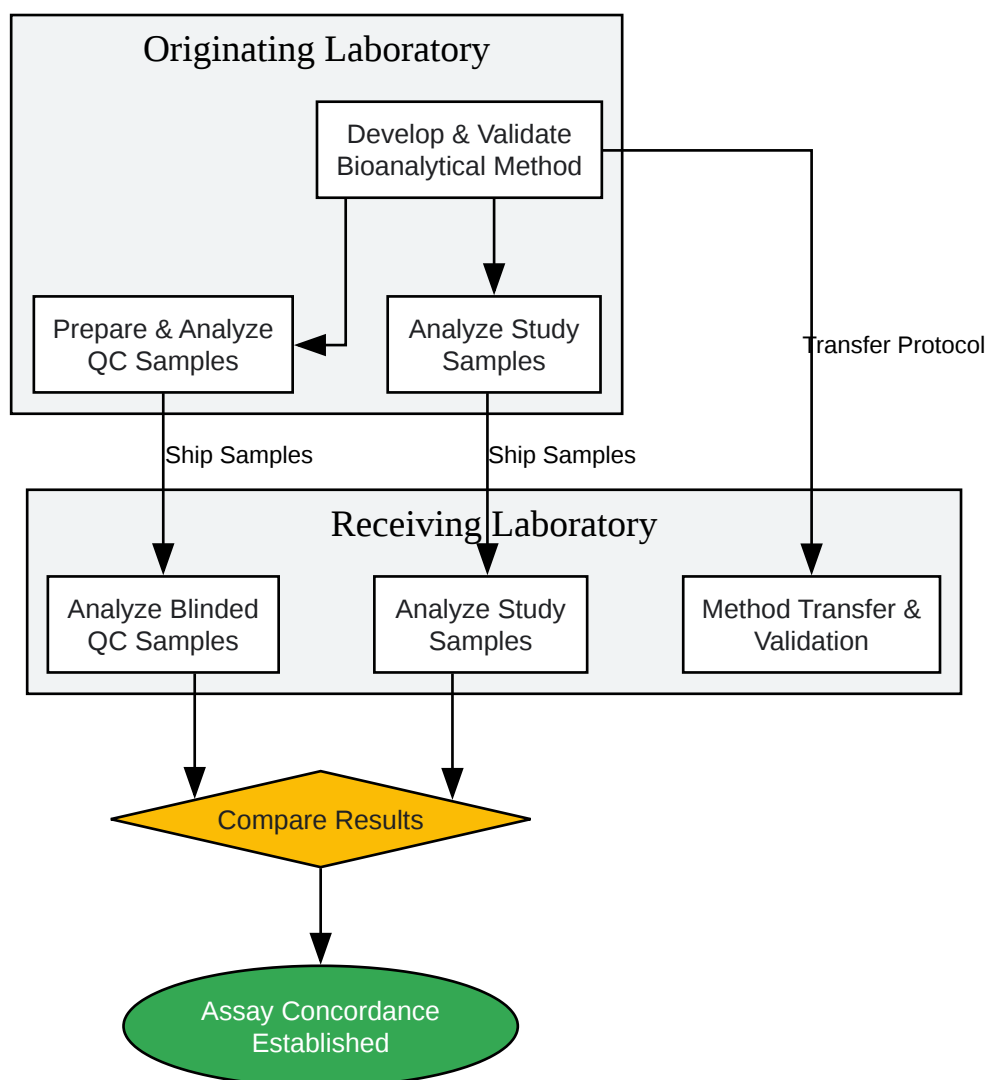 Originating Laboratory
Develop & Validate
Bioanalytical Method
Prepare & Analyze
QC Samples
Analyze Study
Samples
Transfer Protocol
Ship Samples
Ship Samples
Receiving Laboratory
Analyze Blinded
QC Samples
Analyze Study
Samples
Method Transfer &
Validation
Compare Results
Assay Concordance
Established